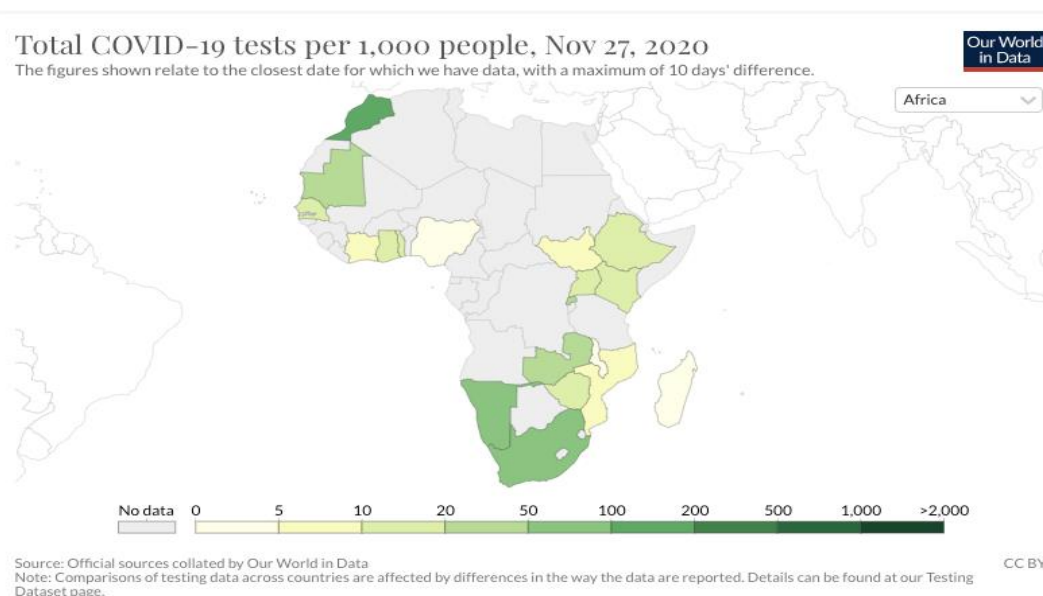 Total COVID-19 tests per 1,000 people, Nov 27, 2020
The figures shown relate to the closest date for which we have data, with a maximum of 10 days' difference.
Our World
in Data
Africa
No data 0 5 10 20 50 100 200 500 1,000 >2,000
Source: Official sources collated by Our World in Data
CC BY
Note: Comparisons of testing data across countries are affected by differences in the way the data are reported. Details can be found at our Testing
Dataset page.